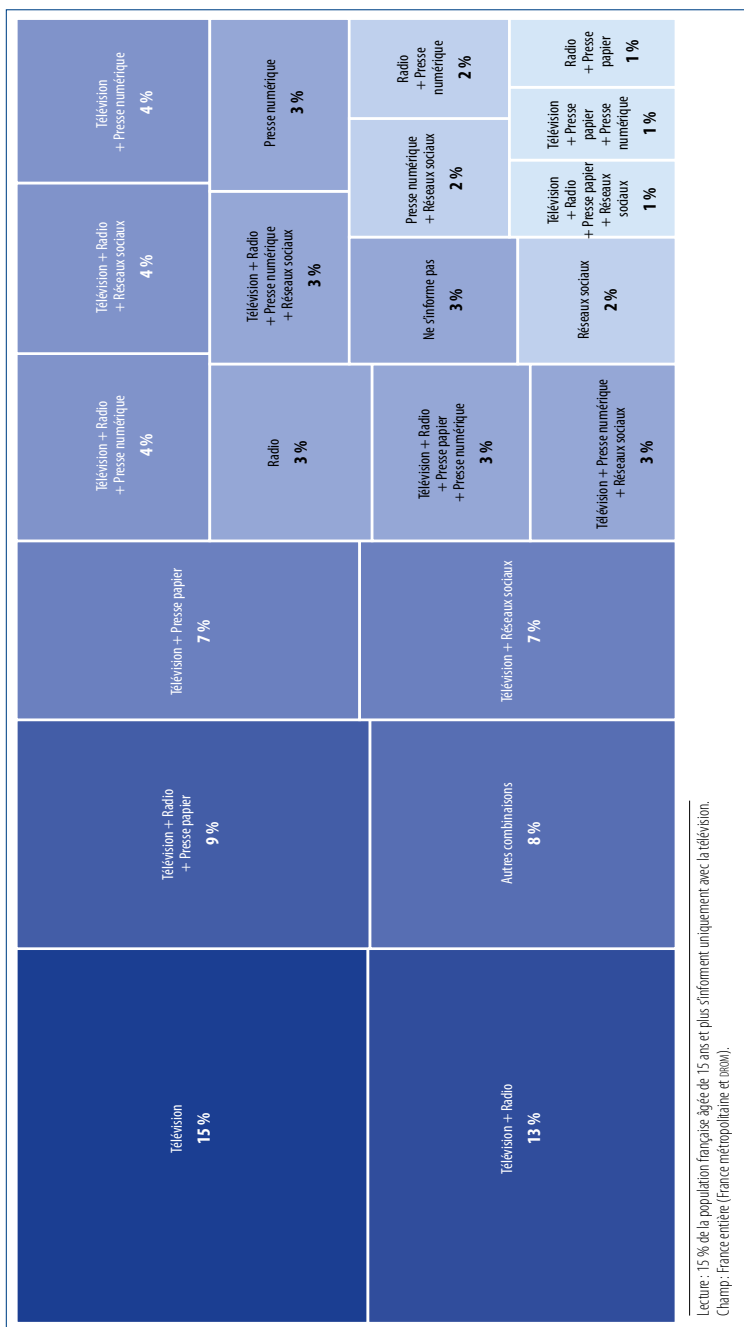 Télévision
15 %
Télévision + Radio
13 %
Télévision + Radio
+ Presse papier
9 %
Autres combinaisons
8 %
Télévision + Presse papier
7 %
Télévision + Réseaux sociaux
7 %
Télévision + Radio
+ Presse numérique
4 %
Télévision + Radio
+ Réseaux sociaux
4 %
Télévision
+ Presse numérique
4 %
Radio
3 %
Télévision + Radio
+ Presse numérique
+ Réseaux sociaux
3 %
Presse numérique
3 %
Télévision + Radio
+ Presse papier
+ Presse numérique
3 %
Ne s'informe pas
3 %
Presse numérique
+ Réseaux sociaux
2 %
Radio
+ Presse
numérique
2 %
Télévision + Presse numérique
+ Réseaux sociaux
3 %
Réseaux sociaux
2 %
Télévision
+ Radio
+ Presse papier
+ Réseaux
sociaux
1 %
Télévision
+ Presse
papier
+ Presse
numérique
1 %
Radio
+ Presse
papier
1 %
Lecture : 15 % de la population française âgée de 15 ans et plus s'informent uniquement avec la télévision.
Champ : France entière (France métropolitaine et DROM).